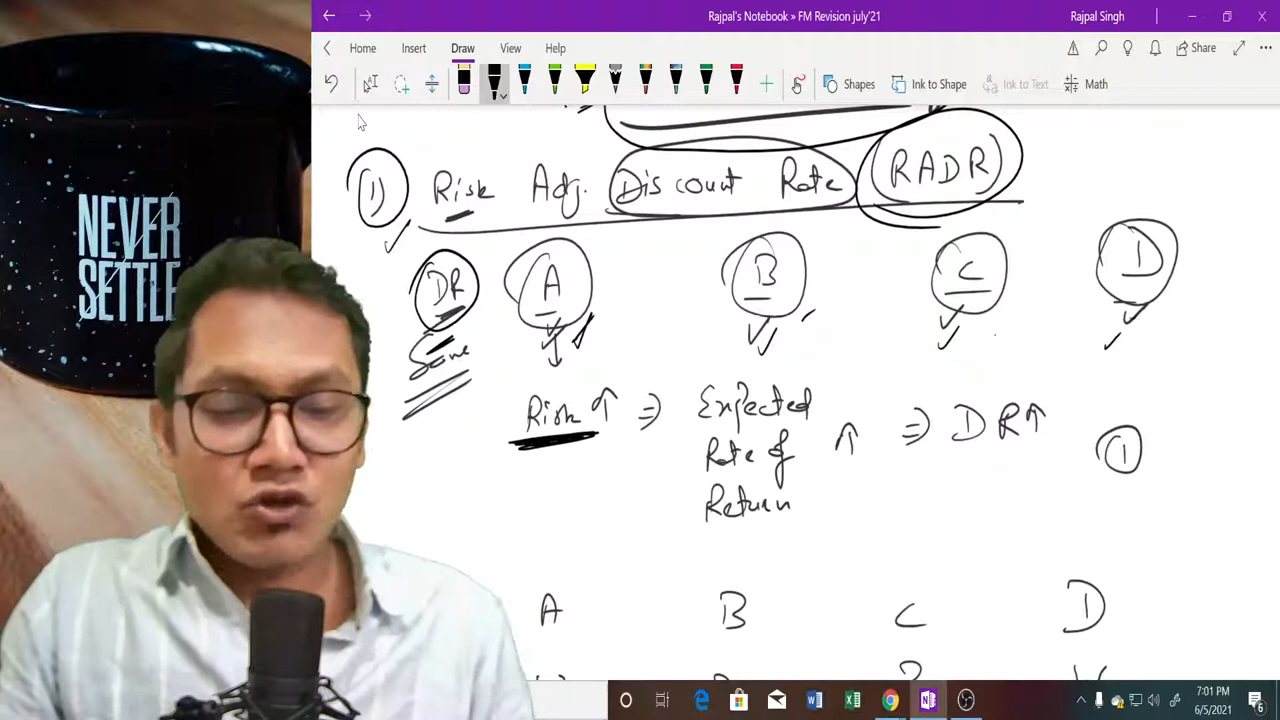 Rajpal's Notebook » FM Revision july'21
Rajpal Singh
Home Insert Draw View Help
Share
Shapes
Ink to Shape
Ink to Text
Math
NEVER
SETTLE
1) Risk Adj. Discount Rate (RADR)
DR A B C D
Same
Risk ↑ ⇒ Expected Rate of Return ↑ ⇒ DR↑
1
A B C D
7:01 PM
6/5/2021
6